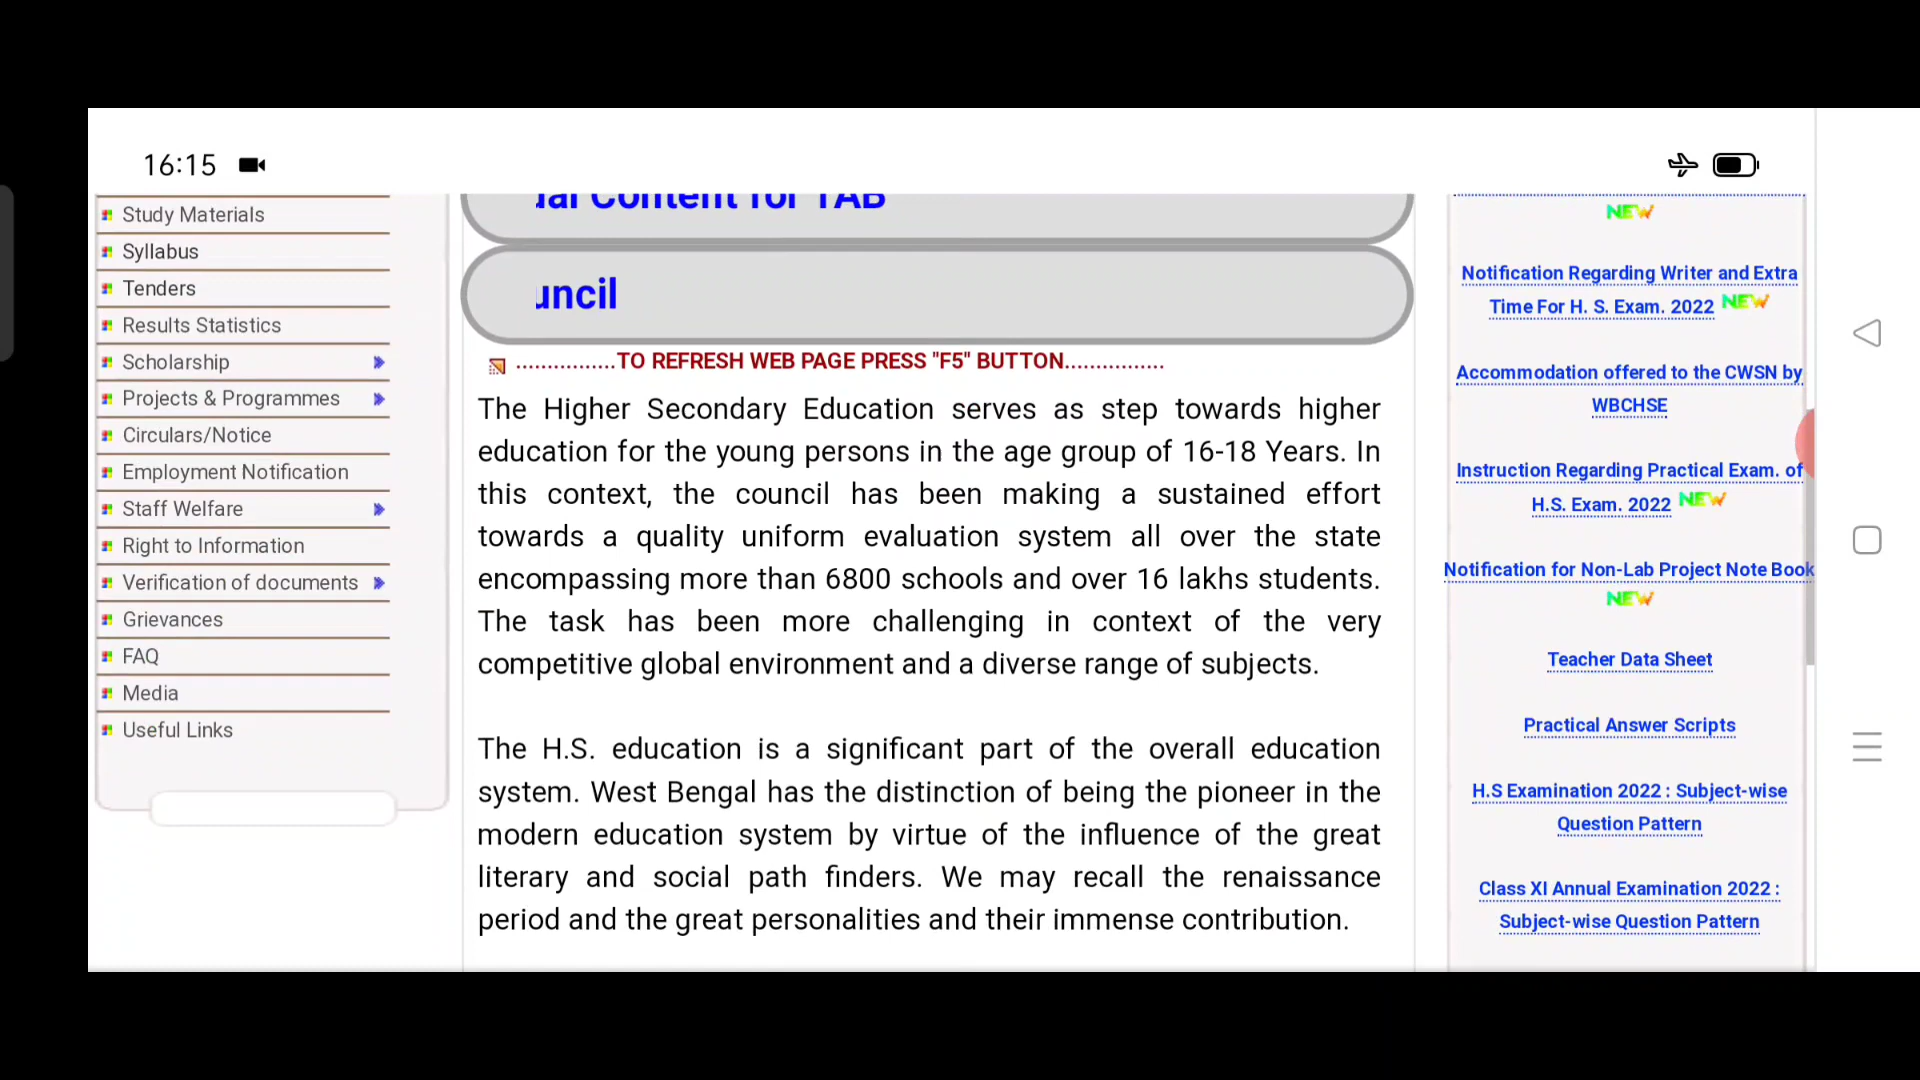 16:15
Study Materials
Syllabus
Tenders
Results Statistics
Scholarship
Projects & Programmes
Circulars/Notice
Employment Notification
Staff Welfare
Right to Information
Verification of documents
Grievances
FAQ
Media
Useful Links
Content for TAB
uncil
................TO REFRESH WEB PAGE PRESS "F5" BUTTON................
The Higher Secondary Education serves as step towards higher
education for the young persons in the age group of 16-18 Years. In
this context, the council has been making a sustained effort
towards a quality uniform evaluation system all over the state
encompassing more than 6800 schools and over 16 lakhs students.
The task has been more challenging in context of the very
competitive global environment and a diverse range of subjects.
The H.S. education is a significant part of the overall education
system. West Bengal has the distinction of being the pioneer in the
modern education system by virtue of the influence of the great
literary and social path finders. We may recall the renaissance
period and the great personalities and their immense contribution.
NEW
Notification Regarding Writer and Extra
Time For H. S. Exam. 2022 NEW
Accommodation offered to the CWSN by
WBCHSE
Instruction Regarding Practical Exam. of
H.S. Exam. 2022 NEW
Notification for Non-Lab Project Note Book
NEW
Teacher Data Sheet
Practical Answer Scripts
H.S Examination 2022 : Subject-wise
Question Pattern
Class XI Annual Examination 2022 :
Subject-wise Question Pattern